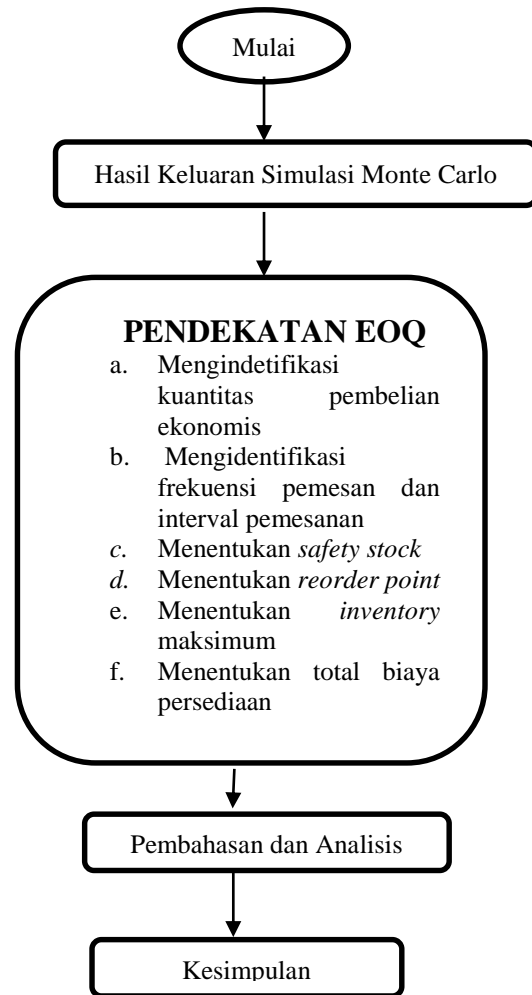 Mulai
Hasil Keluaran Simulasi Monte Carlo
PENDEKATAN EOQ
a. Mengindetifikasi
kuantitas pembelian
ekonomis
b. Mengidentifikasi
frekuensi pemesan dan
interval pemesanan
c. Menentukan safety stock
d. Menentukan reorder point
e. Menentukan inventory
maksimum
f. Menentukan total biaya
persediaan
Pembahasan dan Analisis
Kesimpulan